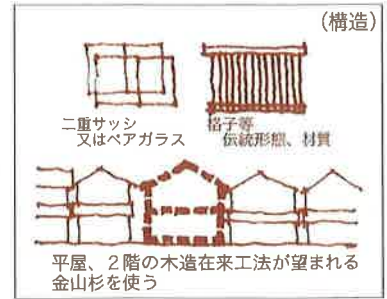 (構造)
二重サッシ
又はペアガラス
格子等
伝統形態、材質
平屋、2階の木造在来工法が望まれる
金山杉を使う